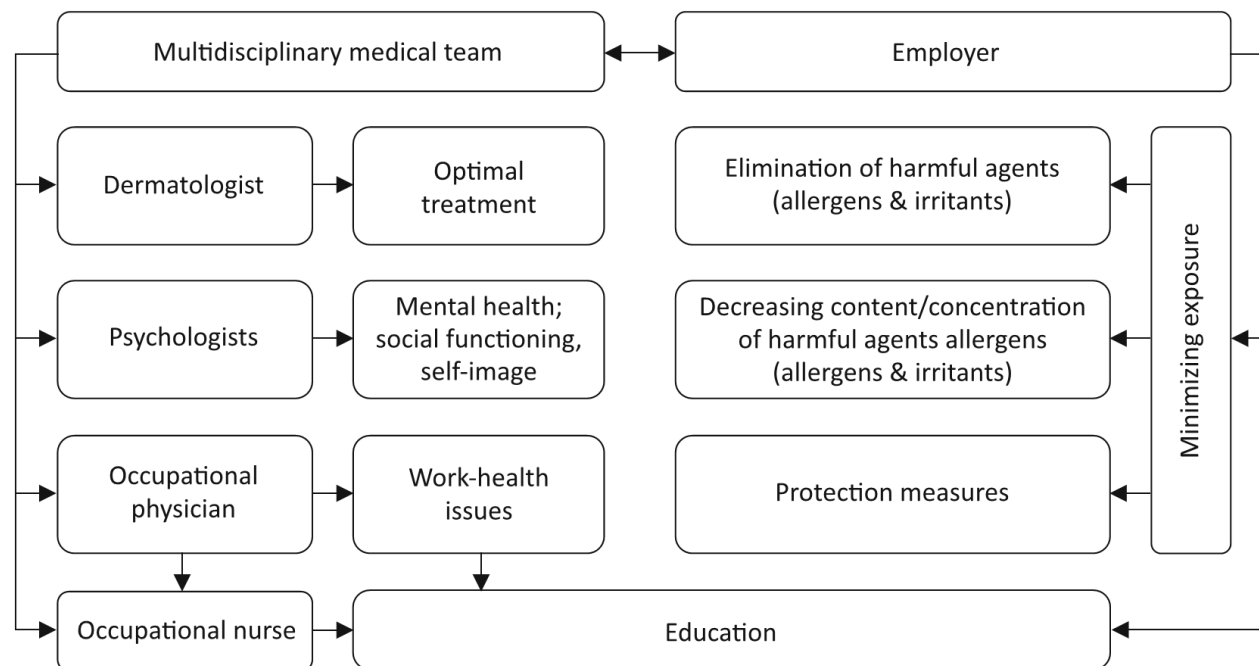 Multidisciplinary medical team
Employer
Dermatologist
Optimal
treatment
Elimination of harmful agents
(allergens & irritants)
Psychologists
Mental health;
social functioning,
self-image
Decreasing content/concentration
of harmful agents allergens
(allergens & irritants)
Minimizing exposure
Occupational
physician
Work-health
issues
Protection measures
Occupational nurse
Education